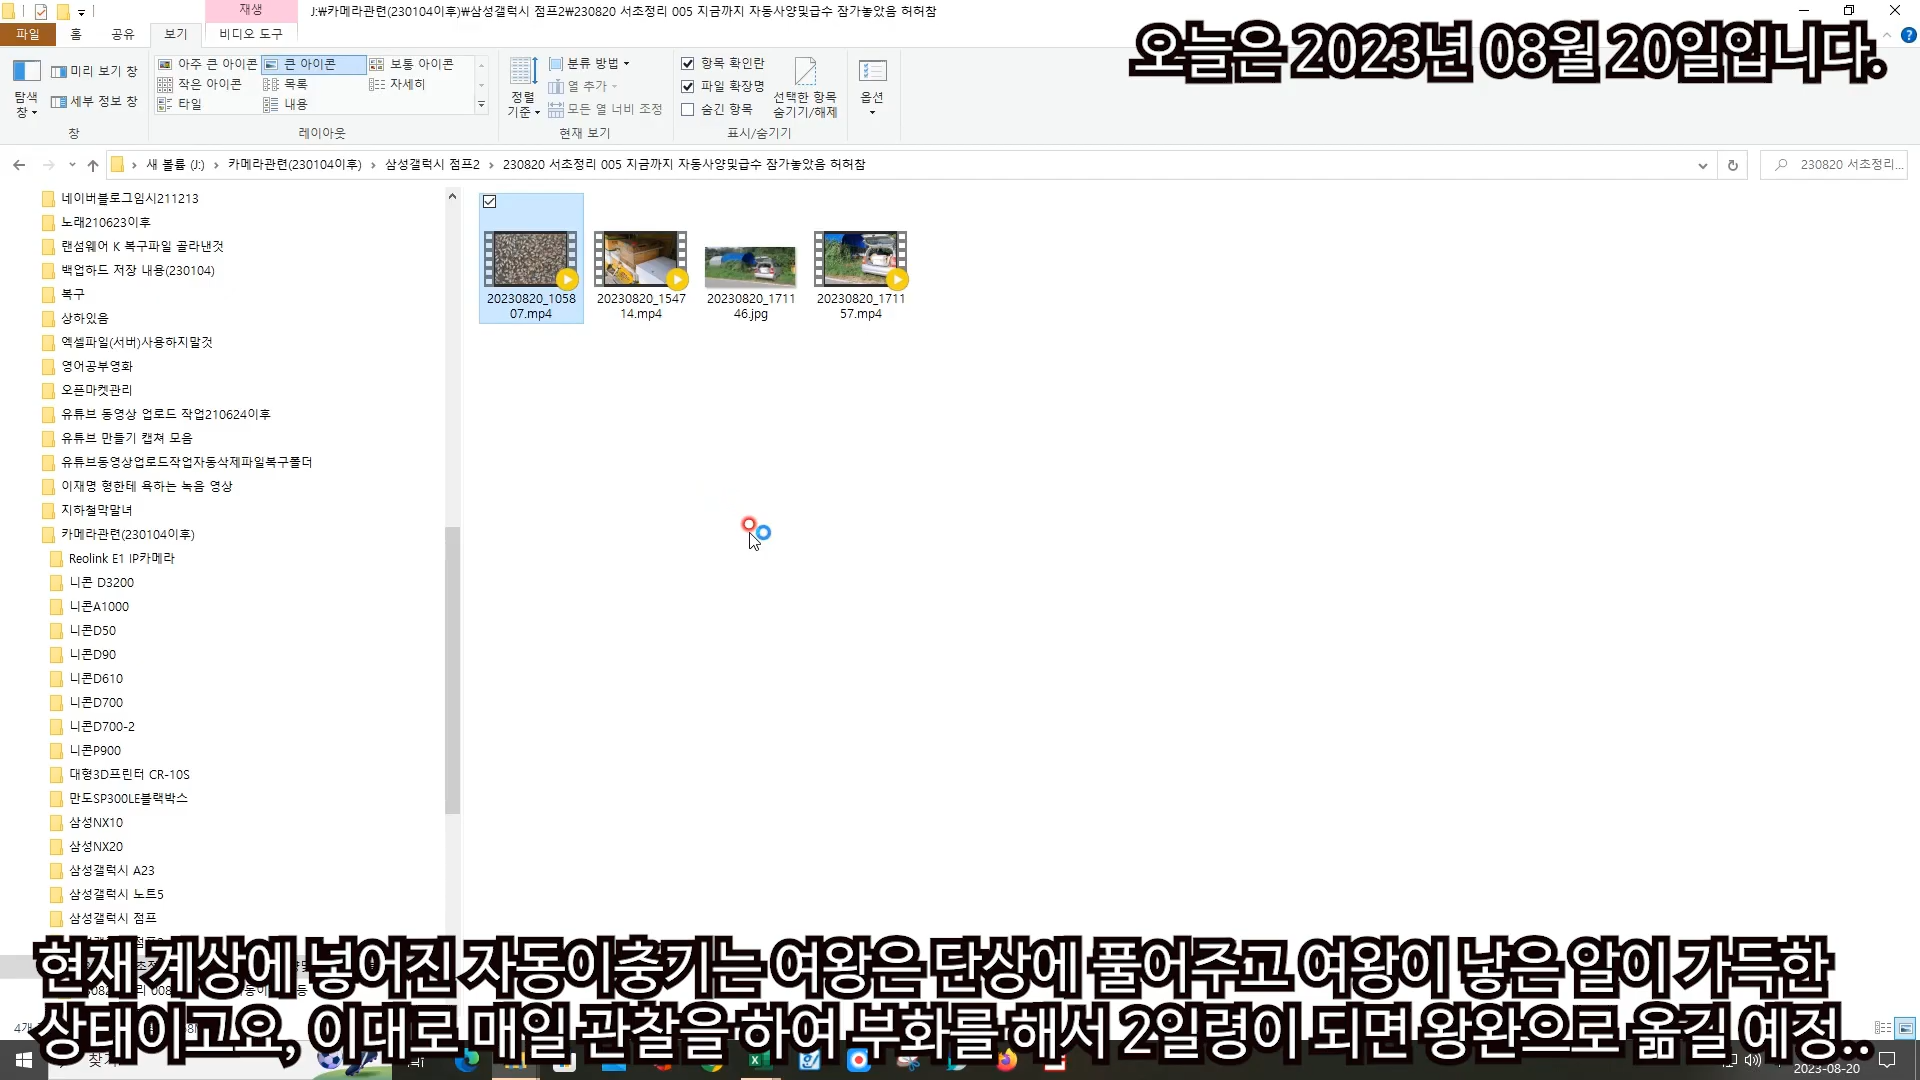 재생
J:₩카메라관련(230104이후)₩삼성갤럭시 점프2₩230820 서초정리 005 지금까지 자동사양및급수 잠가놓았음 허허참
파일 홈 공유 보기 비디오 도구
오늘은 2023년 08월 20일입니다.
탐색 창
미리 보기 창
세부 정보 창
창
아주 큰 아이콘 큰 아이콘 보통 아이콘
작은 아이콘 목록 자세히
타일 내용
레이아웃
정렬 기준
분류 방법
열 추가
모든 열 너비 조정
현재 보기
항목 확인란
파일 확장명
숨긴 항목
선택한 항목 숨기기/해제
표시/숨기기
옵션
새 볼륨 (J:) › 카메라관련(230104이후) › 삼성갤럭시 점프2 › 230820 서초정리 005 지금까지 자동사양및급수 잠가놓았음 허허참
230820 서초정리...
네이버블로그임시211213
노래210623이후
랜섬웨어 K 복구파일 골라낸것
백업하드 저장 내용(230104)
복구
상하있음
엑셀파일(서버)사용하지말것
영어공부영화
오픈마켓관리
유튜브 동영상 업로드 작업210624이후
유튜브 만들기 캡쳐 모음
유튜브동영상업로드작업자동삭제파일복구폴더
이재명 형한테 욕하는 녹음 영상
지하철막말녀
카메라관련(230104이후)
Reolink E1 IP카메라
니콘 D3200
니콘A1000
니콘D50
니콘D90
니콘D610
니콘D700
니콘D700-2
니콘P900
대형3D프린터 CR-10S
만도SP300LE블랙박스
삼성NX10
삼성NX20
삼성갤럭시 A23
삼성갤럭시 노트5
삼성갤럭시 점프
20230820_105807.mp4
20230820_154714.mp4
20230820_171146.jpg
20230820_171157.mp4
현재 계상에 넣어진 자동이충기는 여왕은 단상에 풀어주고 여왕이 낳은 알이 가득한
상태이고요, 이대로 매일 관찰을 하여 부화를 해서 2일령이 되면 왕완으로 옮길 예정..
2023-08-20